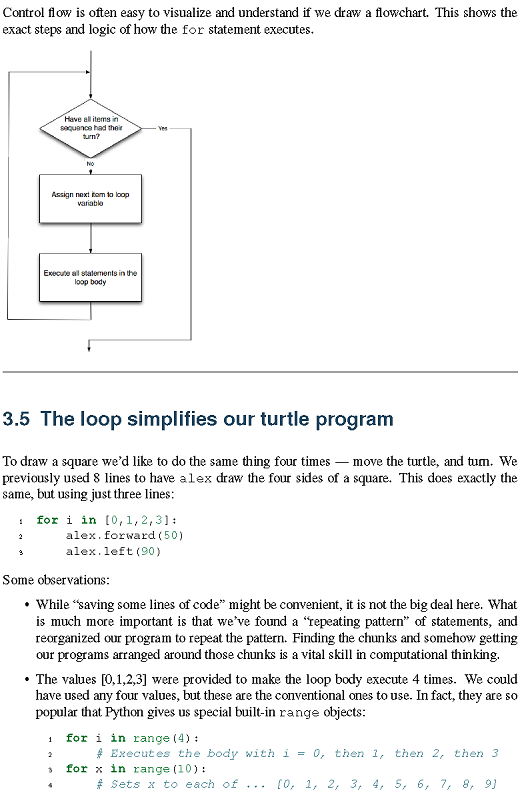 Control flow is often easy to visualize and understand if we draw a flowchart. This shows the
exact steps and logic of how the for statement executes.
Have all items in
sequence had their
turn?
Yes
No
Assign next item to loop
variable
Execute all statements in the
loop body
3.5 The loop simplifies our turtle program
To draw a square we'd like to do the same thing four times — move the turtle, and turn. We
previously used 8 lines to have alex draw the four sides of a square. This does exactly the
same, but using just three lines:
1 for i in [0,1,2,3]:
2 alex.forward(50)
3 alex.left(90)
Some observations:
• While “saving some lines of code” might be convenient, it is not the big deal here. What
is much more important is that we've found a “repeating pattern” of statements, and
reorganized our program to repeat the pattern. Finding the chunks and somehow getting
our programs arranged around those chunks is a vital skill in computational thinking.
• The values [0,1,2,3] were provided to make the loop body execute 4 times. We could
have used any four values, but these are the conventional ones to use. In fact, they are so
popular that Python gives us special built-in range objects:
1 for i in range(4):
2 # Executes the body with i = 0, then 1, then 2, then 3
3 for x in range(10):
4 # Sets x to each of ... [0, 1, 2, 3, 4, 5, 6, 7, 8, 9]